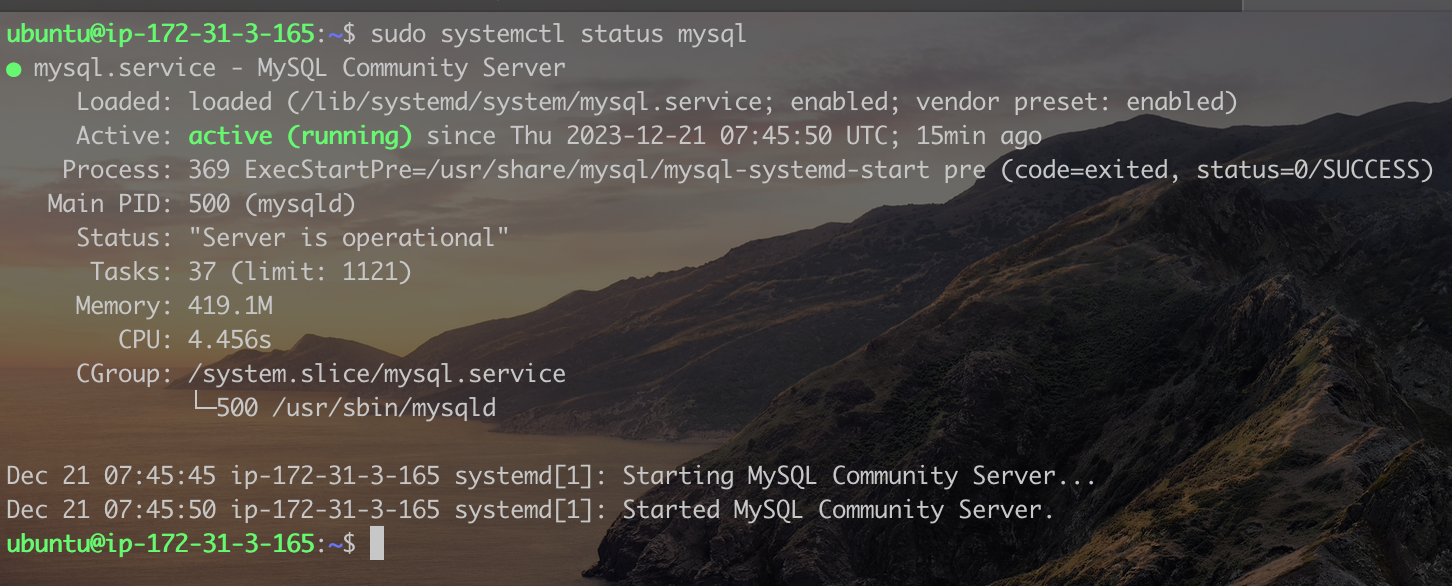 ubuntu@ip-172-31-3-165:~$ sudo systemctl status mysql
● mysql.service - MySQL Community Server
     Loaded: loaded (/lib/systemd/system/mysql.service; enabled; vendor preset: enabled)
     Active: active (running) since Thu 2023-12-21 07:45:50 UTC; 15min ago
    Process: 369 ExecStartPre=/usr/share/mysql/mysql-systemd-start pre (code=exited, status=0/SUCCESS)
   Main PID: 500 (mysqld)
     Status: "Server is operational"
      Tasks: 37 (limit: 1121)
     Memory: 419.1M
        CPU: 4.456s
     CGroup: /system.slice/mysql.service
             └─500 /usr/sbin/mysqld

Dec 21 07:45:45 ip-172-31-3-165 systemd[1]: Starting MySQL Community Server...
Dec 21 07:45:50 ip-172-31-3-165 systemd[1]: Started MySQL Community Server.
ubuntu@ip-172-31-3-165:~$